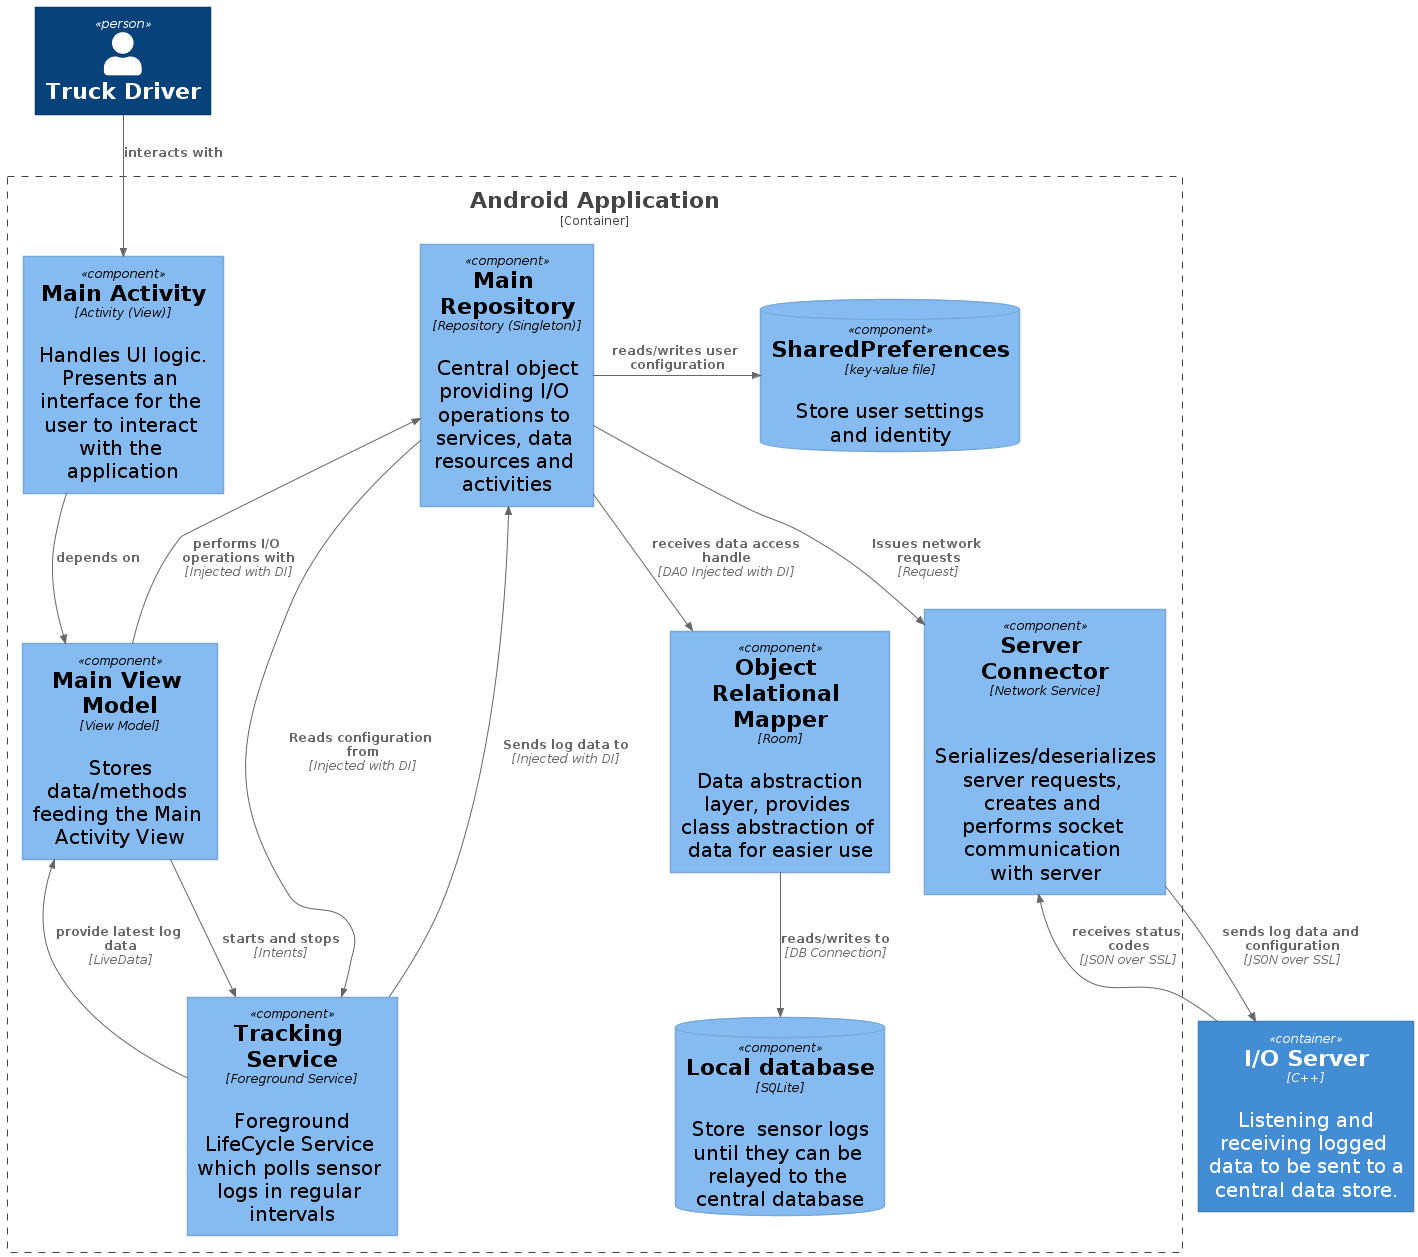 «person»
Truck Driver
interacts with
Android Application
[Container]
«component»
Main Activity
[Activity (View)]
Handles UI logic.
Presents an
interface for the
user to interact
with the
application
«component»
Main
Repository
[Repository (Singleton)]
Central object
providing I/O
operations to
services, data
resources and
activities
reads/writes user
configuration
«component»
SharedPreferences
[key-value file]
Store user settings
and identity
depends on
performs I/O
operations with
[Injected with DI]
receives data access
handle
[DAO Injected with DI]
Issues network
requests
[Request]
«component»
Main View
Model
[View Model]
Stores
data/methods
feeding the Main
Activity View
Reads configuration
from
[Injected with DI]
Sends log data to
[Injected with DI]
«component»
Object
Relational
Mapper
[Room]
Data abstraction
layer, provides
class abstraction of
data for easier use
«component»
Server
Connector
[Network Service]
Serializes/deserializes
server requests,
creates and
performs socket
communication
with server
provide latest log
data
[LiveData]
starts and stops
[Intents]
reads/writes to
[DB Connection]
receives status
codes
[JSON over SSL]
sends log data and
configuration
[JSON over SSL]
«component»
Tracking
Service
[Foreground Service]
Foreground
LifeCycle Service
which polls sensor
logs in regular
intervals
«component»
Local database
[SQLite]
Store  sensor logs
until they can be
relayed to the
central database
«container»
I/O Server
[C++]
Listening and
receiving logged
data to be sent to a
central data store.